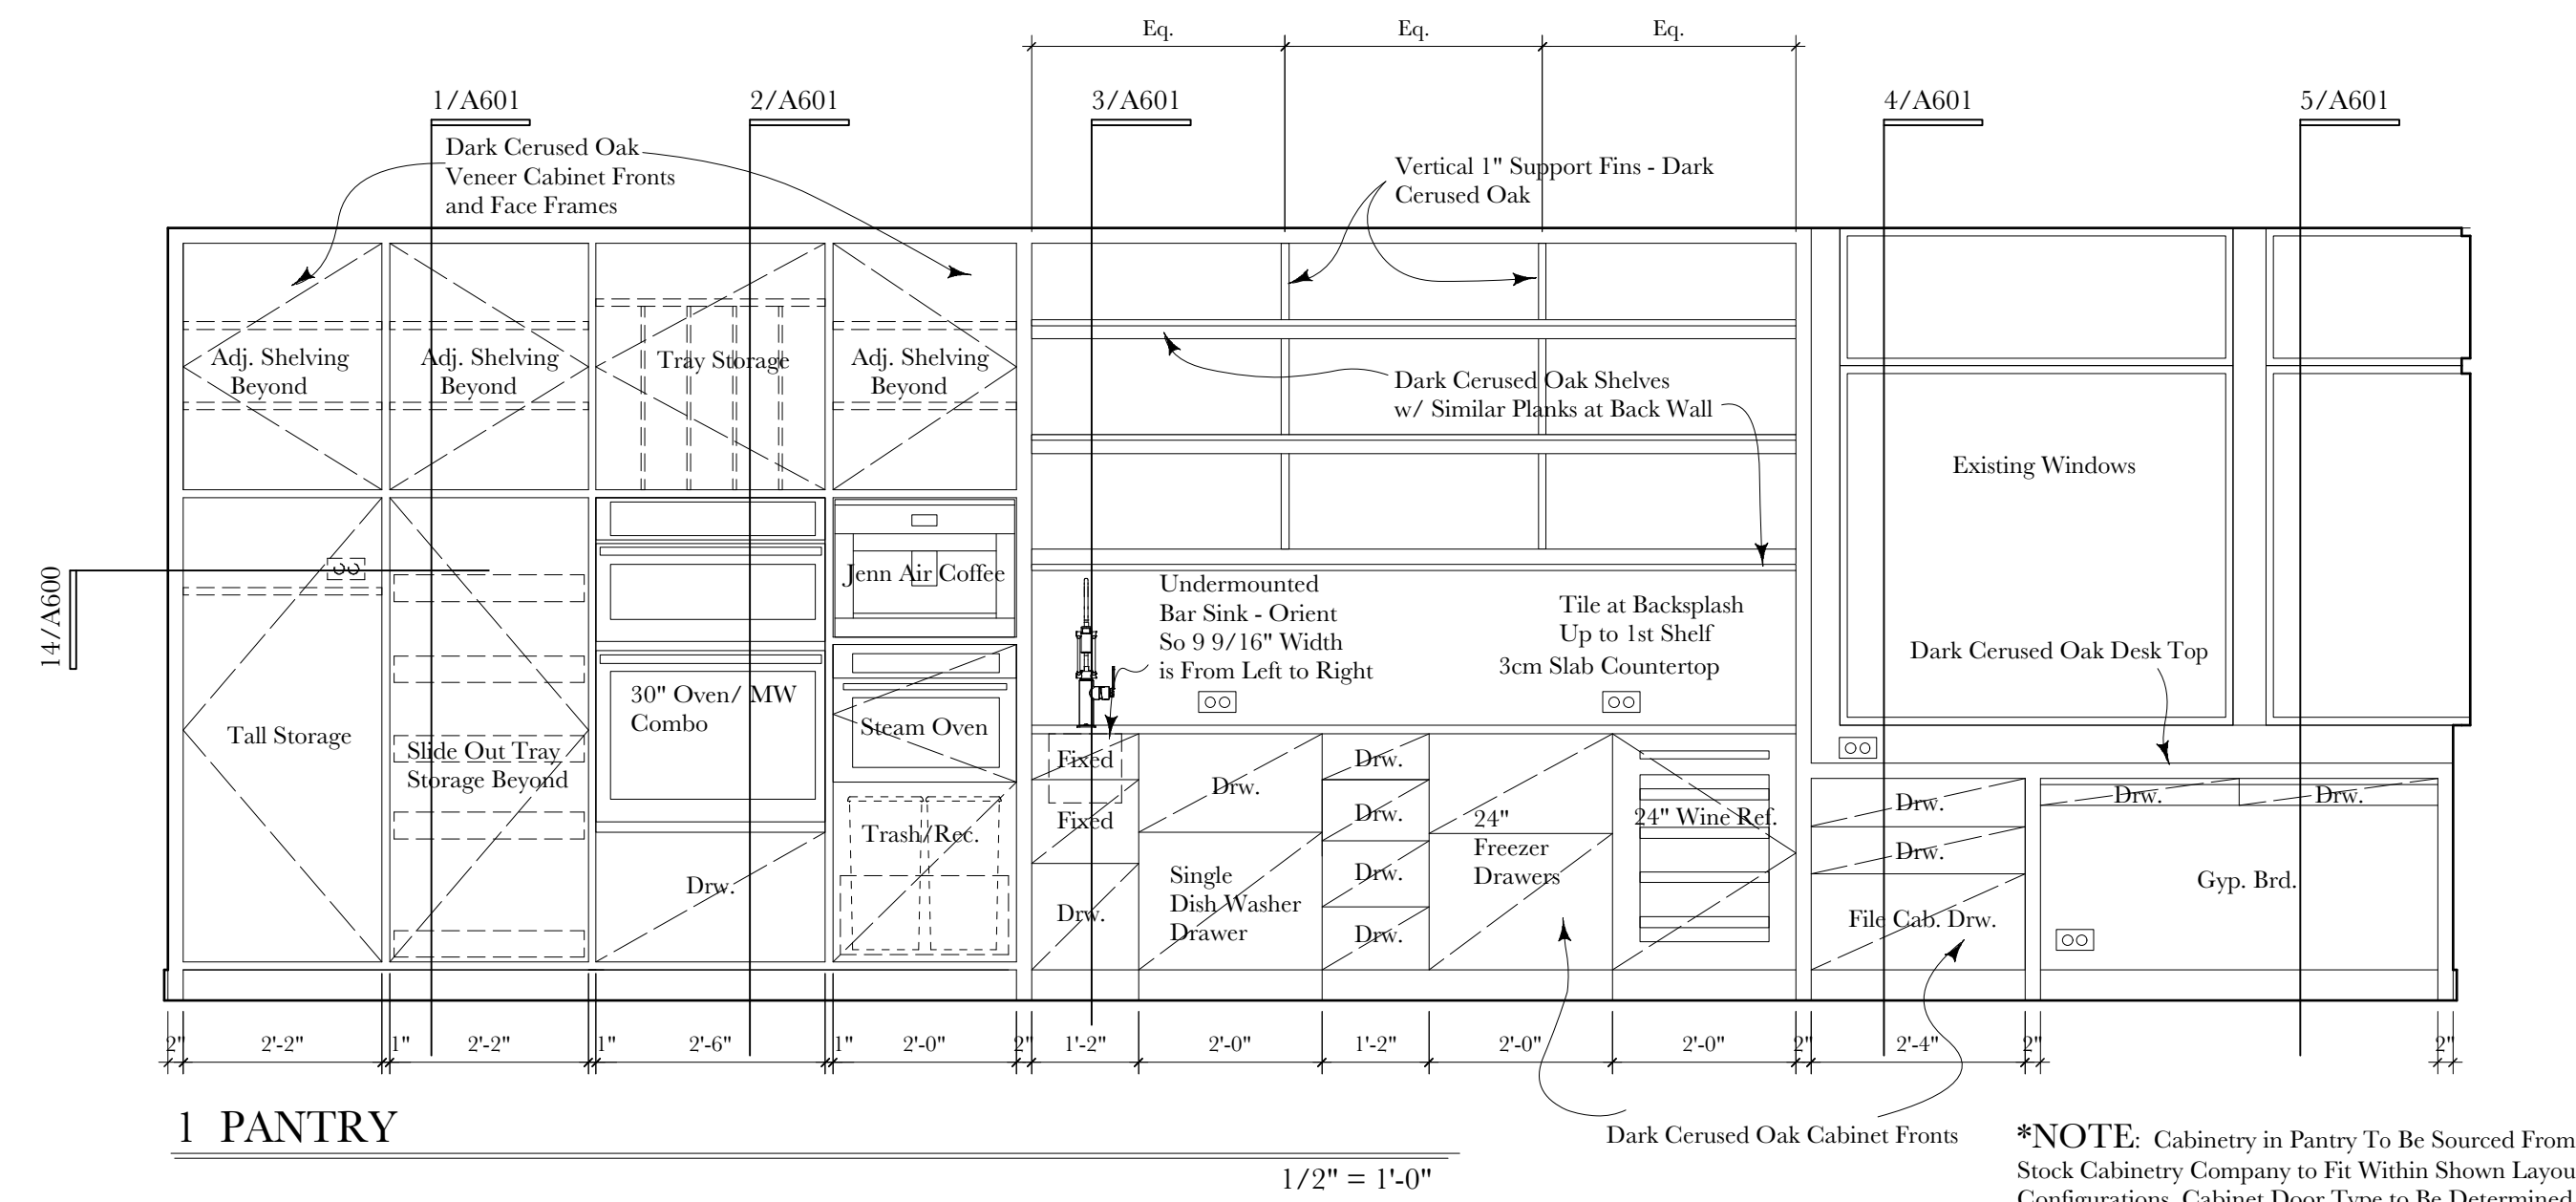 Eq. Eq. Eq.
1/A601 2/A601 3/A601 4/A601 5/A601
Dark Cerused Oak
Veneer Cabinet Fronts
and Face Frames
Vertical 1" Support Fins - Dark
Cerused Oak
Adj. Shelving
Beyond
Adj. Shelving
Beyond
Tray Storage
Adj. Shelving
Beyond
Dark Cerused Oak Shelves
w/ Similar Planks at Back Wall
Existing Windows
14/A600
Jenn Air Coffee
Undermounted
Bar Sink - Orient
So 9 9/16" Width
is From Left to Right
Tile at Backsplash
Up to 1st Shelf
3cm Slab Countertop
Dark Cerused Oak Desk Top
Tall Storage
Slide Out Tray
Storage Beyond
30" Oven/ MW
Combo
Steam Oven
Trash/Rec.
Drw.
Fixed
Fixed
Drw.
Drw.
Single
Dish Washer
Drawer
Drw.
Drw.
Drw.
Drw.
24"
Freezer
Drawers
24" Wine Ref.
Drw.
Drw.
File Cab. Drw.
Drw. Drw.
Gyp. Brd.
2" 2'-2" 1" 2'-2" 1" 2'-6" 1" 2'-0" 2" 1'-2" 2'-0" 1'-2" 2'-0" 2'-0" 2" 2'-4" 2" 2"
1 PANTRY
1/2" = 1'-0"
Dark Cerused Oak Cabinet Fronts
*NOTE: Cabinetry in Pantry To Be Sourced From
Stock Cabinetry Company to Fit Within Shown Layou
Configurations. Cabinet Door Type to Be Determined